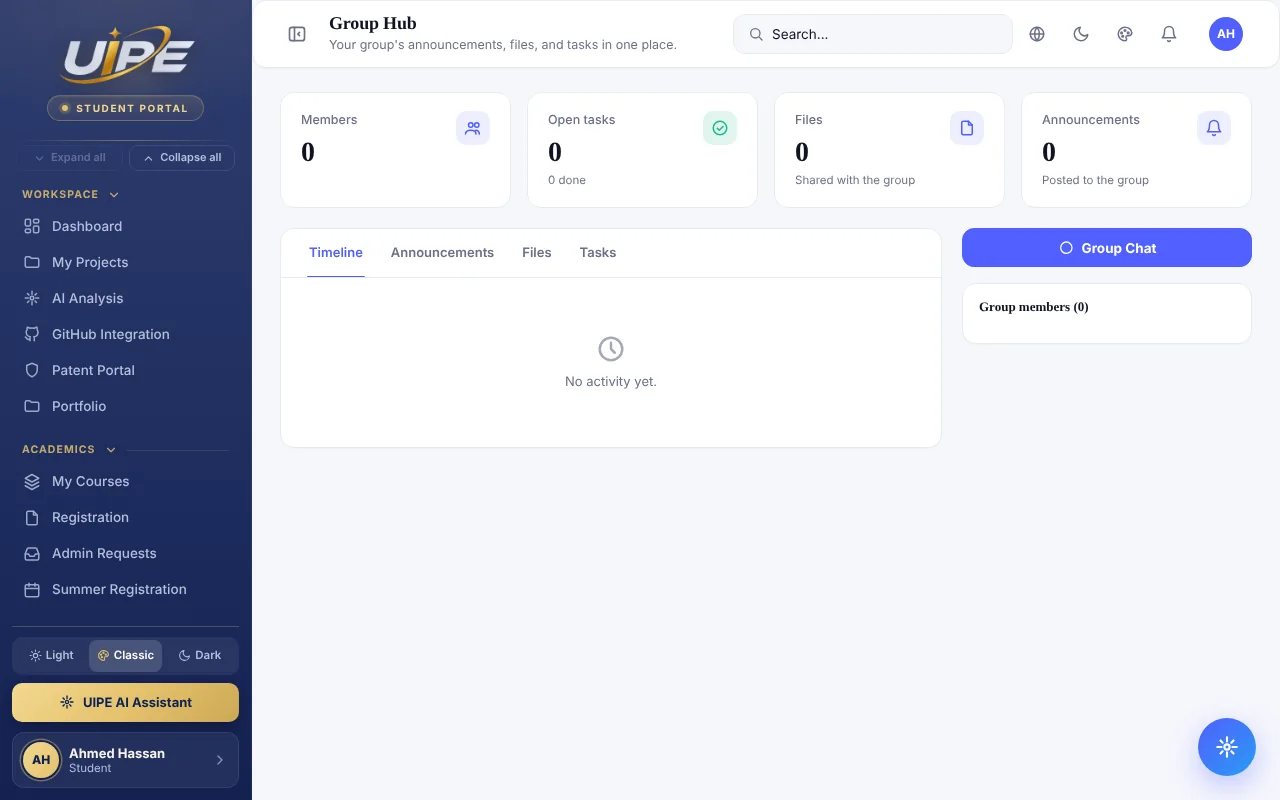 UIPE
STUDENT PORTAL
Expand all
Collapse all
WORKSPACE
Dashboard
My Projects
AI Analysis
GitHub Integration
Patent Portal
Portfolio
ACADEMICS
My Courses
Registration
Admin Requests
Summer Registration
Light
Classic
Dark
UIPE AI Assistant
AH
Ahmed Hassan
Student
Group Hub
Your group's announcements, files, and tasks in one place.
Search...
AH
Members
0
Open tasks
0
0 done
Files
0
Shared with the group
Announcements
0
Posted to the group
Timeline
Announcements
Files
Tasks
No activity yet.
Group Chat
Group members (0)